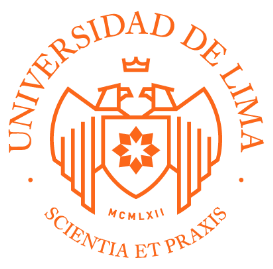 UNIVERSIDAD DE LIMA
MCMLXII
SCIENTIA ET PRAXIS